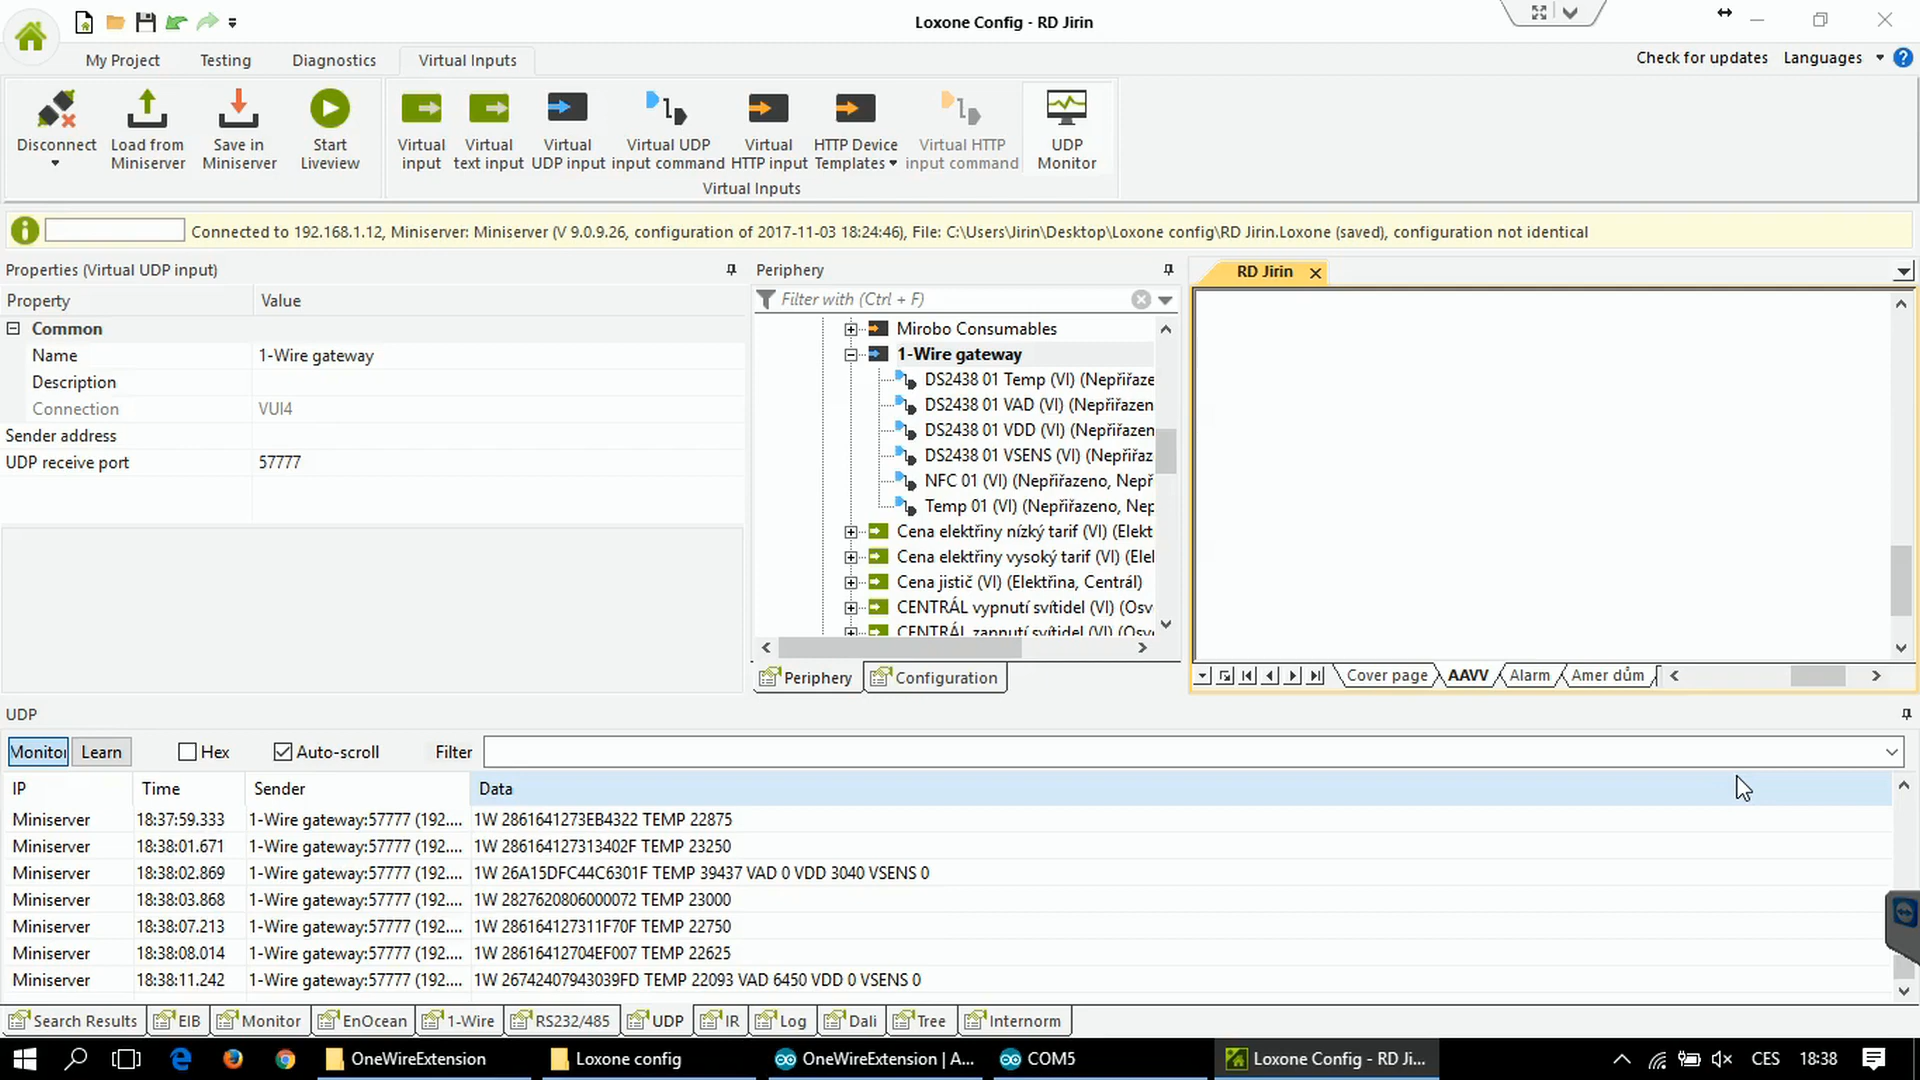 Loxone Config - RD Jirin
My Project
Testing
Diagnostics
Virtual Inputs
Check for updates
Languages
Disconnect
Load from Miniserver
Save in Miniserver
Start Liveview
Virtual input
Virtual text input
Virtual UDP input
Virtual UDP input command
Virtual HTTP input
HTTP Device Templates
Virtual HTTP input command
UDP Monitor
Virtual Inputs
Connected to 192.168.1.12, Miniserver: Miniserver (V 9.0.9.26, configuration of 2017-11-03 18:24:46), File: C:\Users\Jirin\Desktop\Loxone config\RD Jirin.Loxone (saved), configuration not identical
Properties (Virtual UDP input)
Property Value
Common
Name 1-Wire gateway
Description
Connection VUI4
Sender address
UDP receive port 57777
Periphery
Filter with (Ctrl + F)
Mirobo Consumables
1-Wire gateway
DS2438 01 Temp (VI) (Nepřiřaze
DS2438 01 VAD (VI) (Nepřiřazen
DS2438 01 VDD (VI) (Nepřiřazen
DS2438 01 VSENS (VI) (Nepřiřaz
NFC 01 (VI) (Nepřiřazeno, Nepř
Temp 01 (VI) (Nepřiřazeno, Nep
Cena elektřiny nízký tarif (VI) (Elekt
Cena elektřiny vysoký tarif (VI) (Ele
Cena jistič (VI) (Elektřina, Centrál)
CENTRÁL vypnutí svítidel (VI) (Osv
CENTRÁL zapnutí svítidel (VI) (Osv
Periphery
Configuration
RD Jirin
Cover page
AAVV
Alarm
Amer dům
UDP
Monitor
Learn
Hex
Auto-scroll
Filter
IP Time Sender Data
Miniserver 18:37:59.333 1-Wire gateway:57777 (192.... 1W 2861641273EB4322 TEMP 22875
Miniserver 18:38:01.671 1-Wire gateway:57777 (192.... 1W 286164127313402F TEMP 23250
Miniserver 18:38:02.869 1-Wire gateway:57777 (192.... 1W 26A15DFC44C6301F TEMP 39437 VAD 0 VDD 3040 VSENS 0
Miniserver 18:38:03.868 1-Wire gateway:57777 (192.... 1W 2827620806000072 TEMP 23000
Miniserver 18:38:07.213 1-Wire gateway:57777 (192.... 1W 286164127311F70F TEMP 22750
Miniserver 18:38:08.014 1-Wire gateway:57777 (192.... 1W 28616412704EF007 TEMP 22625
Miniserver 18:38:11.242 1-Wire gateway:57777 (192.... 1W 26742407943039FD TEMP 22093 VAD 6450 VDD 0 VSENS 0
Search Results
EIB
Monitor
EnOcean
1-Wire
RS232/485
UDP
IR
Log
Dali
Tree
Internorm
OneWireExtension
Loxone config
OneWireExtension | A...
COM5
Loxone Config - RD Ji...
CES
18:38